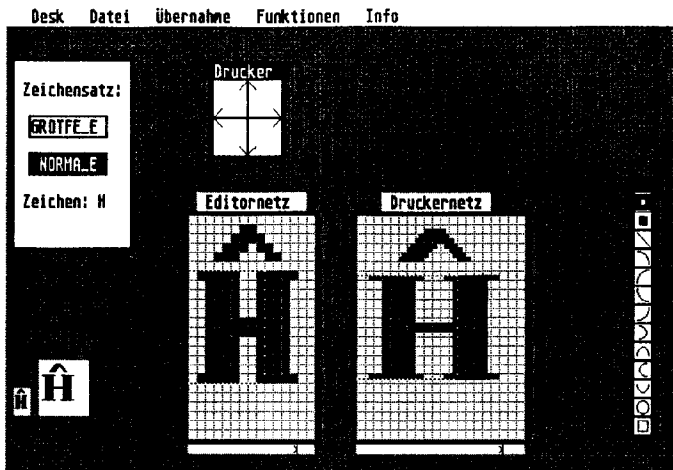 Desk Datei Übernahme Funktionen Info
Zeichensatz:
GROTFE_E
NORMA_E
Zeichen: H
Drucker
Editornetz
Druckernetz
Ĥ
Ĥ
Ĥ
Ĥ